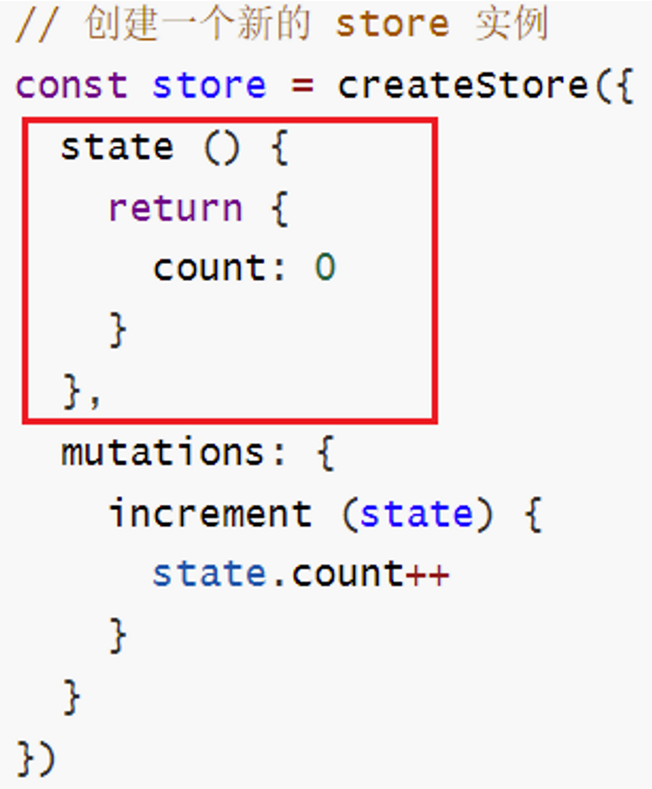 // 创建一个新的 store 实例
const store = createStore({
  state () {
    return {
      count: 0
    }
  },
  mutations: {
    increment (state) {
      state.count++
    }
  }
})